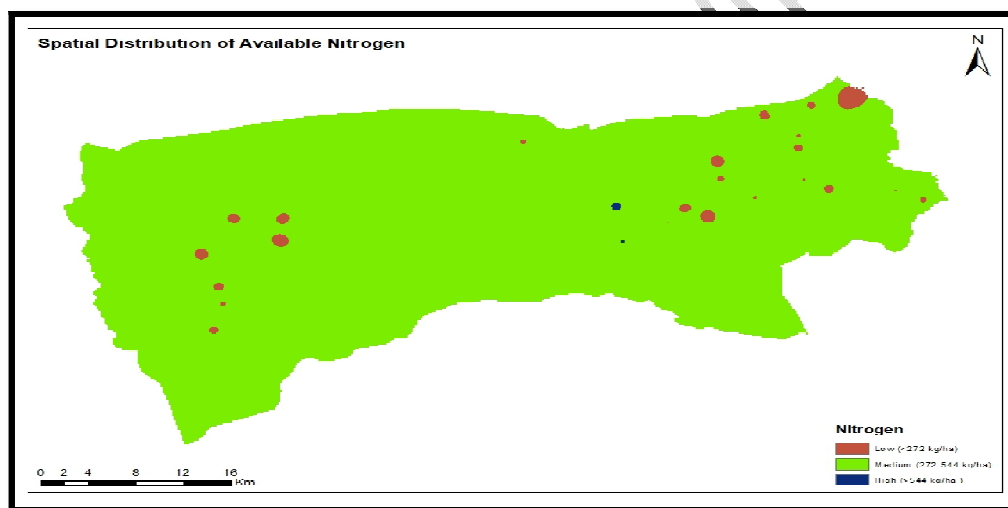 Spatial Distribution of Available Nitrogen
N
Nitrogen
Low (<272 kg/ha)
Medium (272-544 kg/ha)
High (>544 kg/ha)
0 2 4 8 12 16
Km